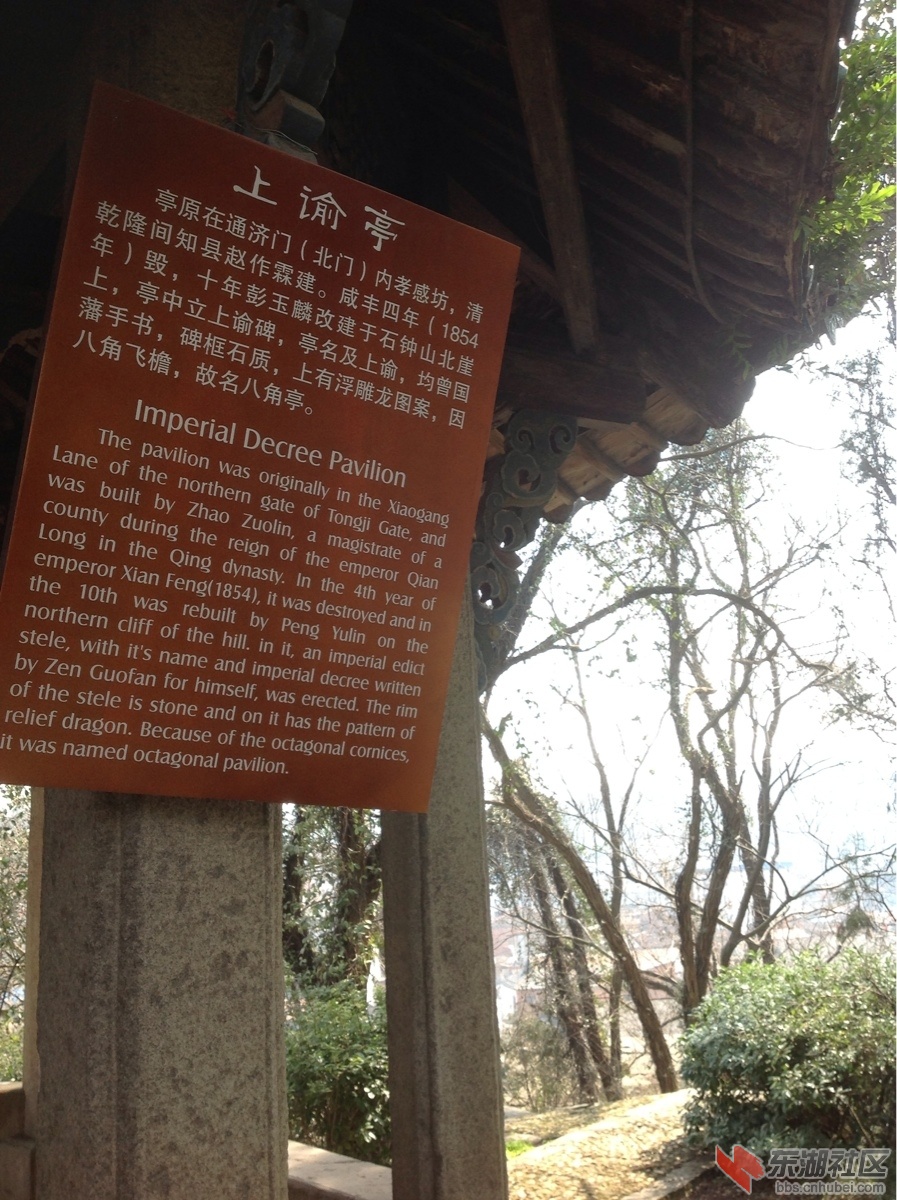 上谕亭
亭原在通济门（北门）内孝感坊，清
乾隆间知县赵作霖建。咸丰四年（1854
年）毁，十年彭玉麟改建于石钟山北崖
上，亭中立上谕碑，亭名及上谕，均曾国
藩手书，碑框石质，上有浮雕龙图案，因
八角飞檐，故名八角亭。
Imperial Decree Pavilion
The pavilion was originally in the Xiaogang
Lane of the northern gate of Tongji Gate, and
was built by Zhao Zuolin, a magistrate of a
county during the reign of the emperor Qian
Long in the Qing dynasty. In the 4th year of
emperor Xian Feng(1854), it was destroyed and in
the 10th was rebuilt by Peng Yulin on the
northern cliff of the hill. in it, an imperial edict
stele, with it's name and imperial decree written
by Zen Guofan for himself, was erected. The rim
of the stele is stone and on it has the pattern of
relief dragon. Because of the octagonal cornices,
it was named octagonal pavilion.
东湖社区
bbs.cnhubei.com